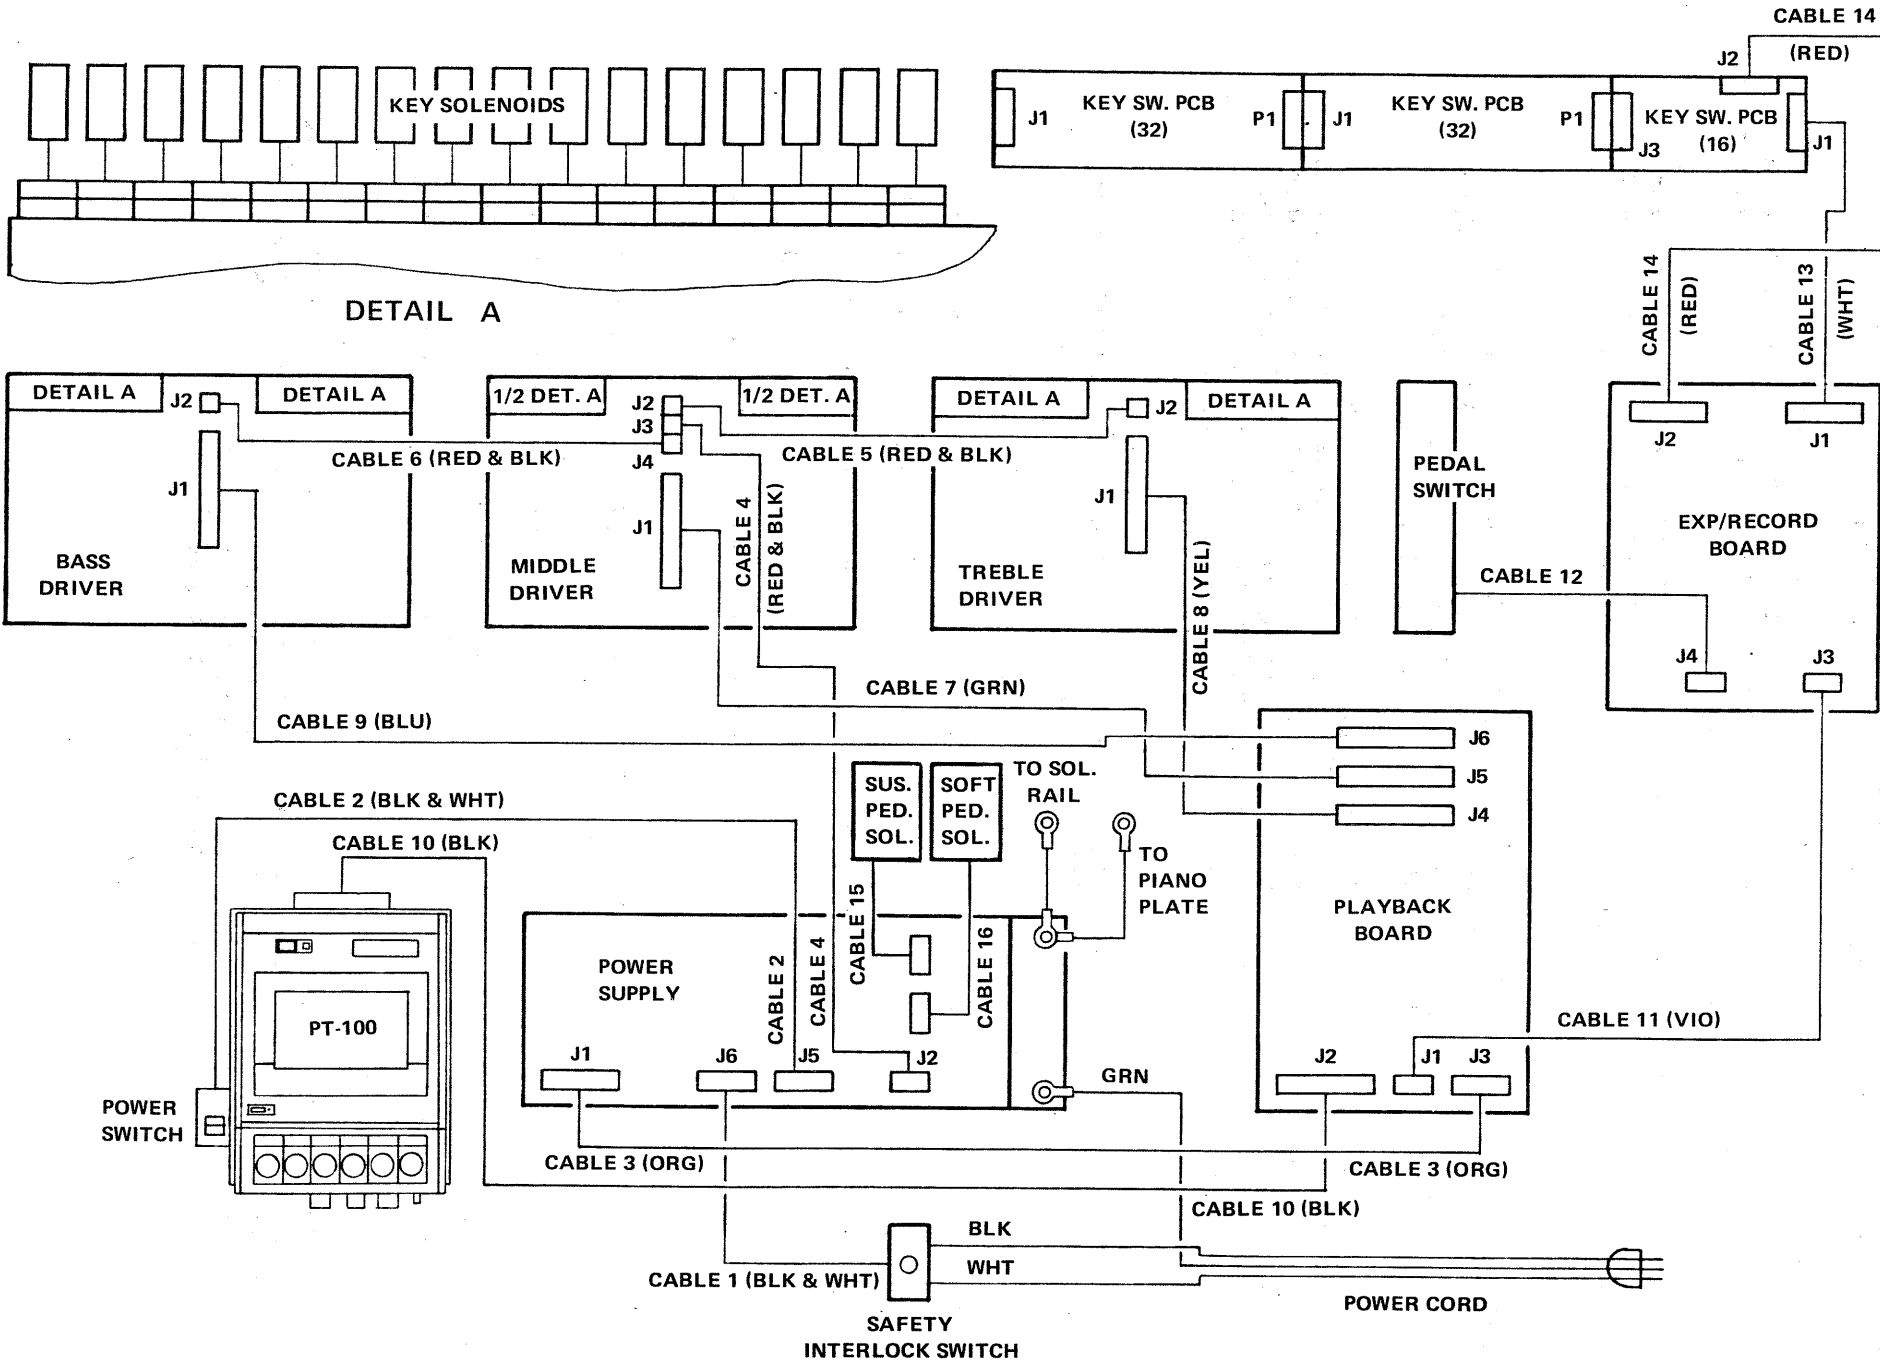 CABLE 14
(RED)
J2
KEY SOLENOIDS
J1
KEY SW. PCB
(32)
P1
J1
KEY SW. PCB
(32)
P1
J3
KEY SW. PCB
(16)
J1
DETAIL A
CABLE 14
(RED)
CABLE 13
(WHT)
DETAIL A
J2
DETAIL A
J1
BASS
DRIVER
CABLE 6 (RED & BLK)
1/2 DET. A
J2
J3
J4
1/2 DET. A
J1
MIDDLE
DRIVER
CABLE 4
(RED & BLK)
CABLE 5 (RED & BLK)
DETAIL A
J2
DETAIL A
J1
TREBLE
DRIVER
CABLE 8 (YEL)
PEDAL
SWITCH
CABLE 12
J2
J1
EXP/RECORD
BOARD
J4
J3
CABLE 7 (GRN)
CABLE 9 (BLU)
J6
J5
J4
PLAYBACK
BOARD
J2
J1
J3
CABLE 11 (VIO)
CABLE 2 (BLK & WHT)
CABLE 10 (BLK)
SUS.
PED.
SOL.
SOFT
PED.
SOL.
TO SOL.
RAIL
TO
PIANO
PLATE
CABLE 15
CABLE 16
POWER
SUPPLY
CABLE 2
CABLE 4
J1
J6
J5
J2
GRN
PT-100
POWER
SWITCH
CABLE 3 (ORG)
CABLE 3 (ORG)
CABLE 10 (BLK)
BLK
WHT
CABLE 1 (BLK & WHT)
POWER CORD
SAFETY
INTERLOCK SWITCH